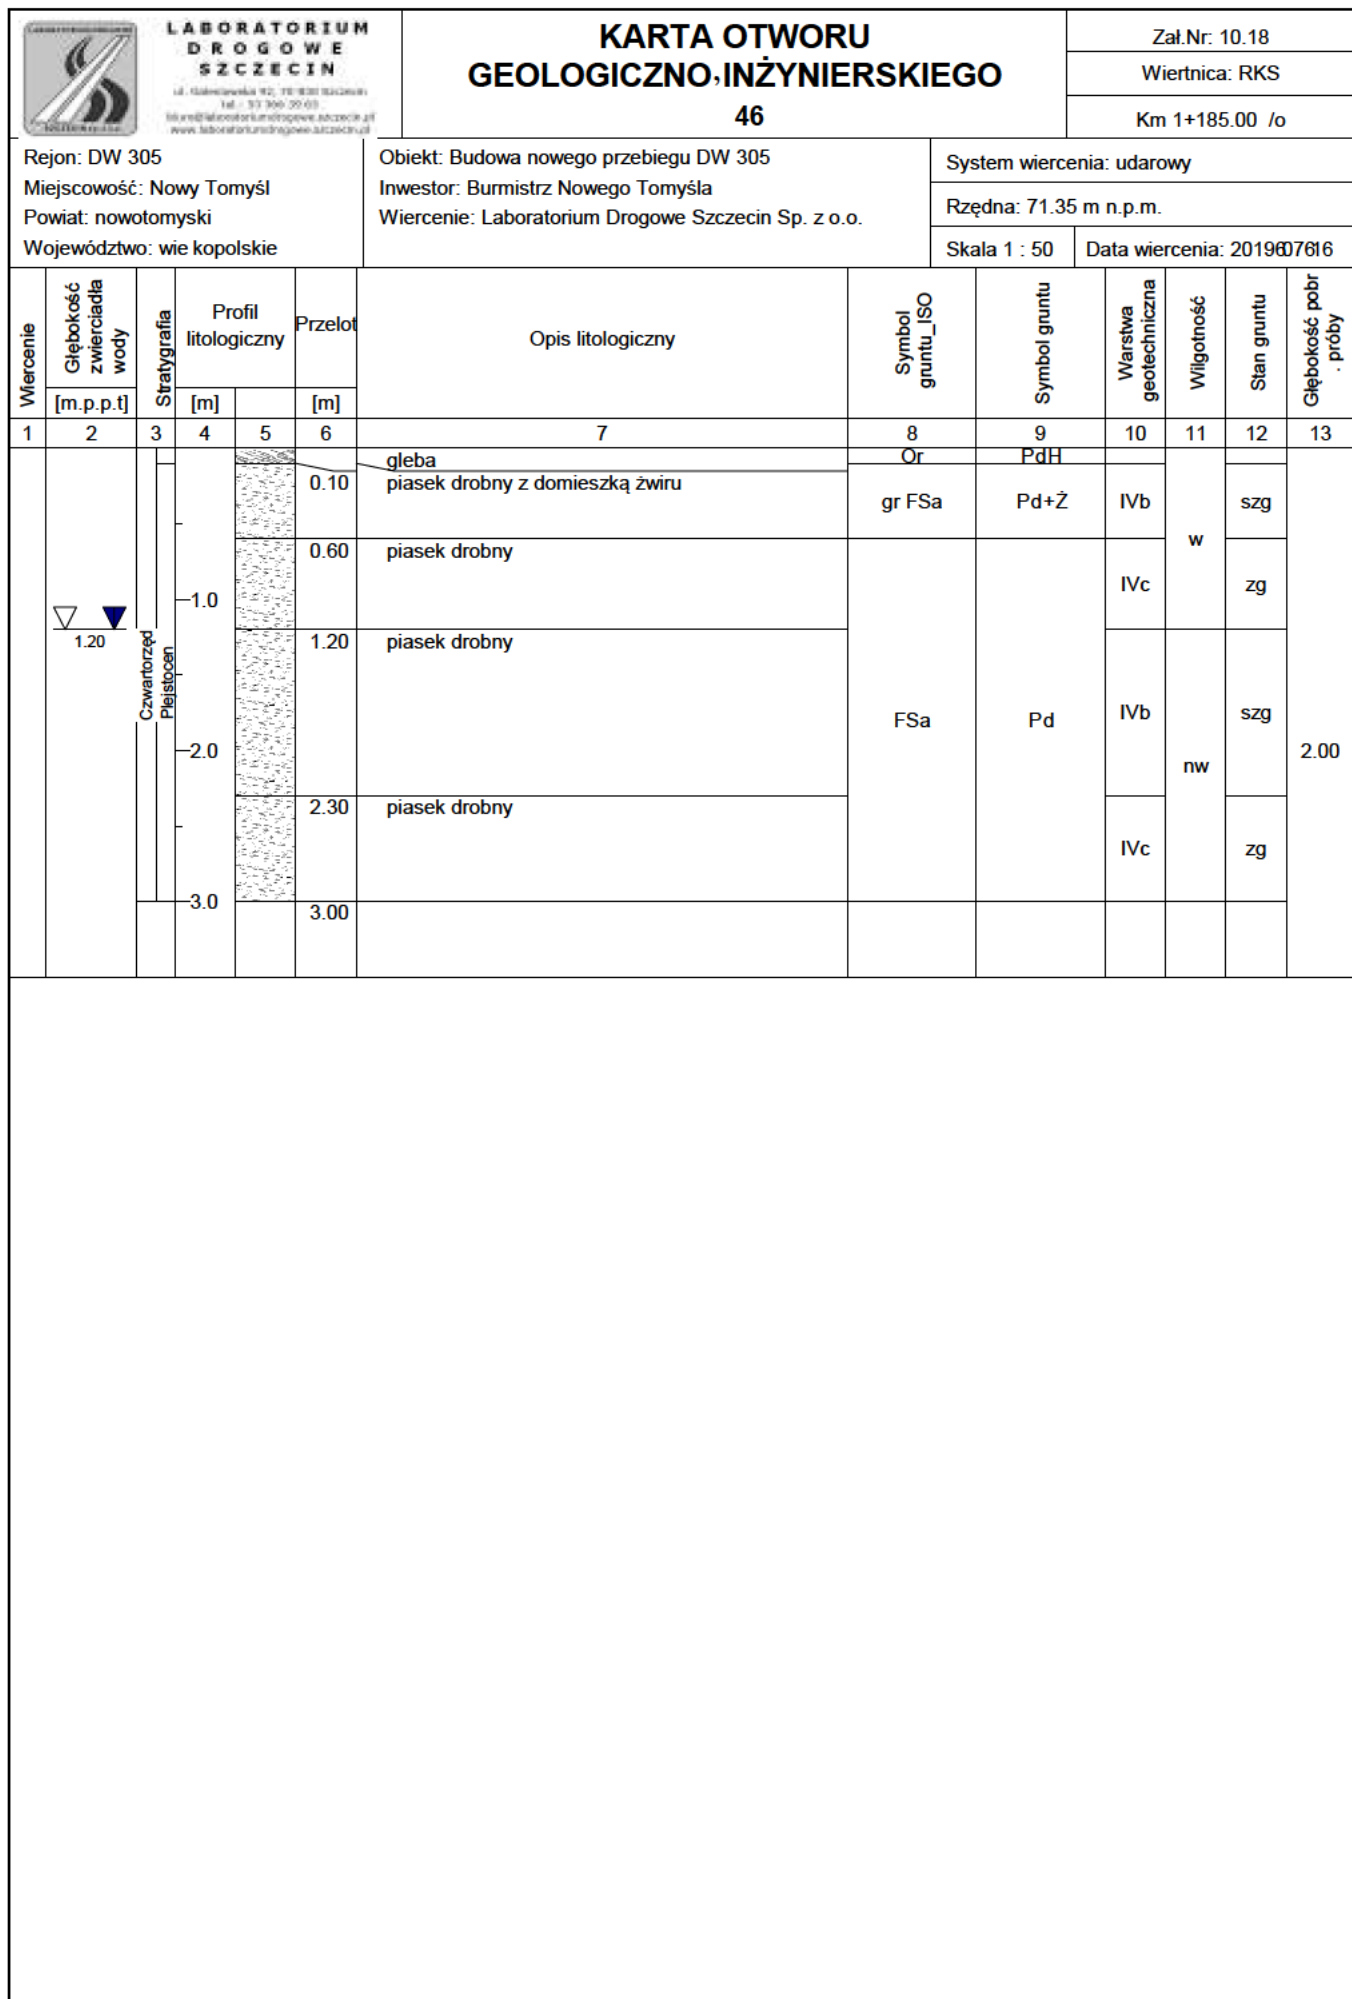 LABORATORIUM
DROGOWE
SZCZECIN
KARTA OTWORU
GEOLOGICZNO,INŻYNIERSKIEGO
46
Zał.Nr: 10.18
Wiertnica: RKS
Km 1+185.00 /o
Rejon: DW 305
Miejscowość: Nowy Tomyśl
Powiat: nowotomyski
Województwo: wie kopolskie
Obiekt: Budowa nowego przebiegu DW 305
Inwestor: Burmistrz Nowego Tomyśla
Wiercenie: Laboratorium Drogowe Szczecin Sp. z o.o.
System wiercenia: udarowy
Rzędna: 71.35 m n.p.m.
Skala 1 : 50
Data wiercenia:
Wiercenie
Głębokość
zwierciadła
wody
[m.p.p.t]
Stratygrafia
Profil
litologiczny
[m]
Przelot
[m]
Opis litologiczny
Symbol
gruntu_ISO
Symbol gruntu
Warstwa
geotechniczna
Wilgotność
Stan gruntu
Głębokość pobr
. próby
1 2 3 4 5 6 7 8 9 10 11 12 13
gleba Or PdH
0.10 piasek drobny z domieszką żwiru gr FSa Pd+Ż IVb szg
w
0.60 piasek drobny
1.0 IVc zg
1.20
1.20 piasek drobny
Czwartorzęd
Plejstocen
FSa Pd IVb szg
2.0 nw 2.00
2.30 piasek drobny
IVc zg
3.0
3.00